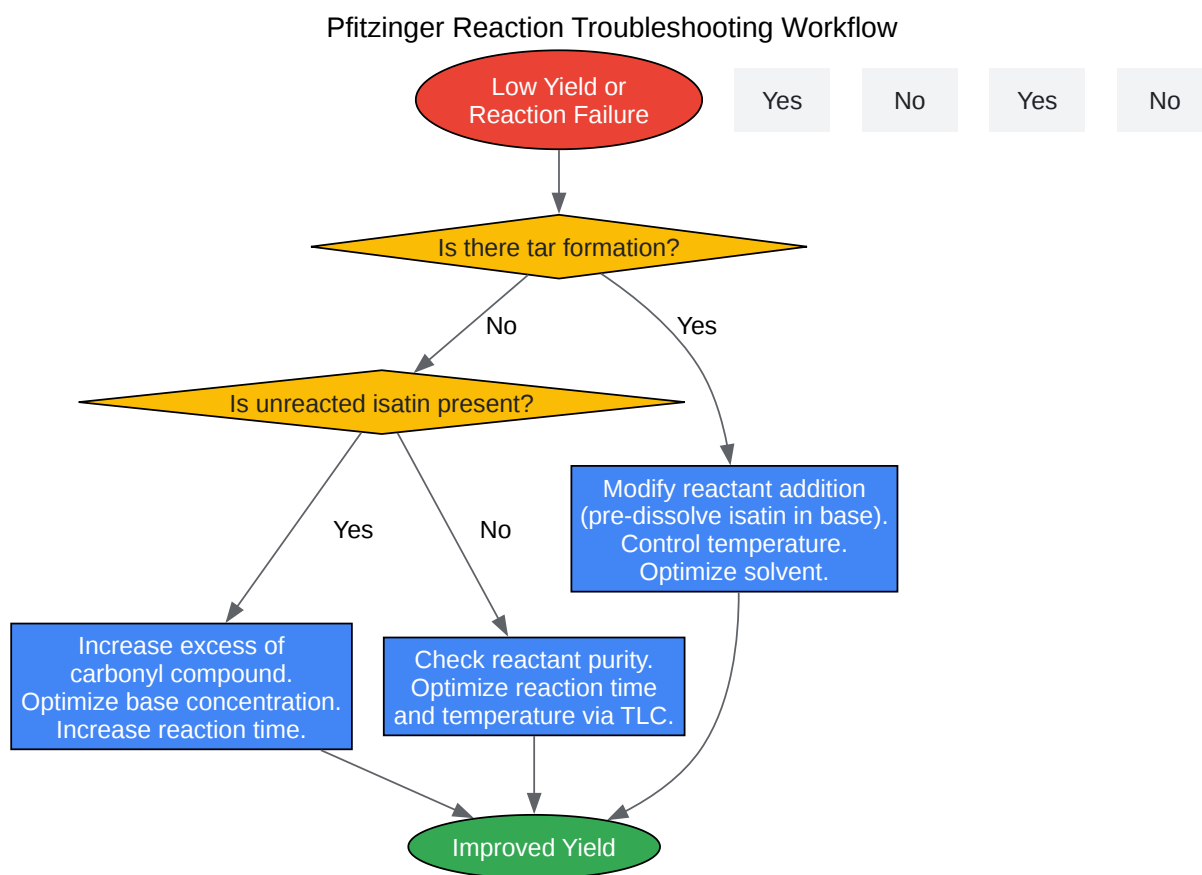 Pfitzinger Reaction Troubleshooting Workflow
Low Yield or
Reaction Failure
Yes
No
Yes
No
Is there tar formation?
No
Yes
Is unreacted isatin present?
Modify reactant addition
(pre-dissolve isatin in base).
Control temperature.
Optimize solvent.
Yes
No
Increase excess of
carbonyl compound.
Optimize base concentration.
Increase reaction time.
Check reactant purity.
Optimize reaction time
and temperature via TLC.
Improved Yield